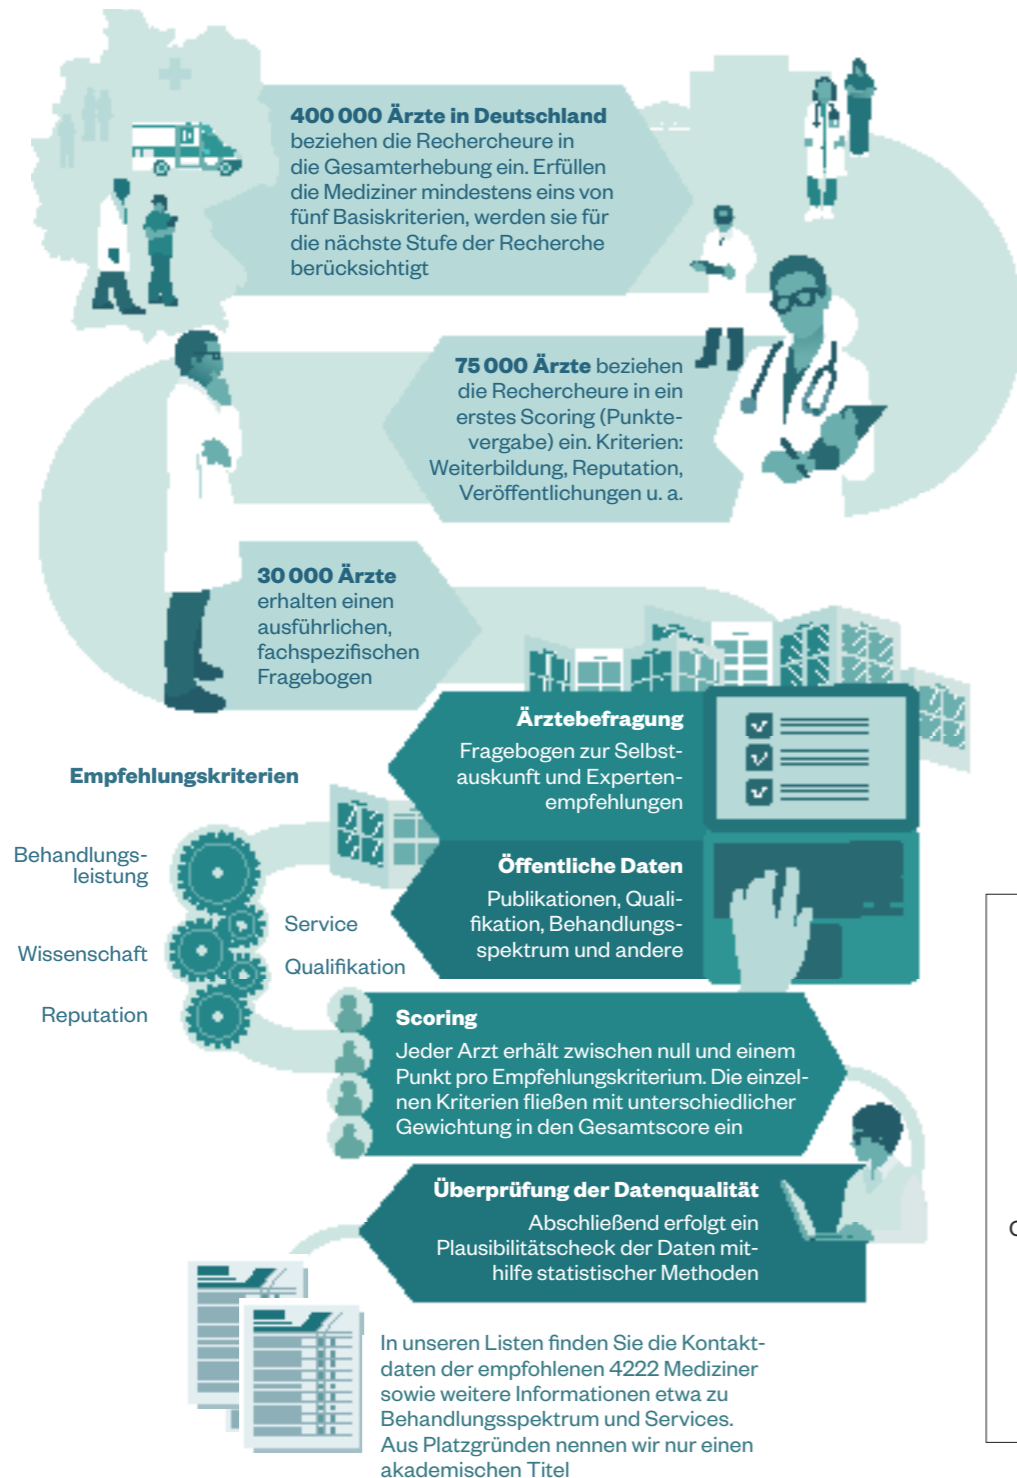 400 000 Ärzte in Deutschland
beziehen die Rechercheure in
die Gesamterhebung ein. Erfüllen
die Mediziner mindestens eins von
fünf Basiskriterien, werden sie für
die nächste Stufe der Recherche
berücksichtigt
75 000 Ärzte beziehen
die Rechercheure in ein
erstes Scoring (Punkte-
vergabe) ein. Kriterien:
Weiterbildung, Reputation,
Veröffentlichungen u. a.
30 000 Ärzte
erhalten einen
ausführlichen,
fachspezifischen
Fragebogen
Ärztebefragung
Fragebogen zur Selbst-
auskunft und Experten-
empfehlungen
Empfehlungskriterien
Behandlungs-
leistung
Service
Wissenschaft
Qualifikation
Reputation
Öffentliche Daten
Publikationen, Quali-
fikation, Behandlungs-
spektrum und andere
Scoring
Jeder Arzt erhält zwischen null und einem
Punkt pro Empfehlungskriterium. Die einzel-
nen Kriterien fließen mit unterschiedlicher
Gewichtung in den Gesamtscore ein
Überprüfung der Datenqualität
Abschließend erfolgt ein
Plausibilitätscheck der Daten mit-
hilfe statistischer Methoden
In unseren Listen finden Sie die Kontakt-
daten der empfohlenen 4222 Mediziner
sowie weitere Informationen etwa zu
Behandlungsspektrum und Services.
Aus Platzgründen nennen wir nur einen
akademischen Titel